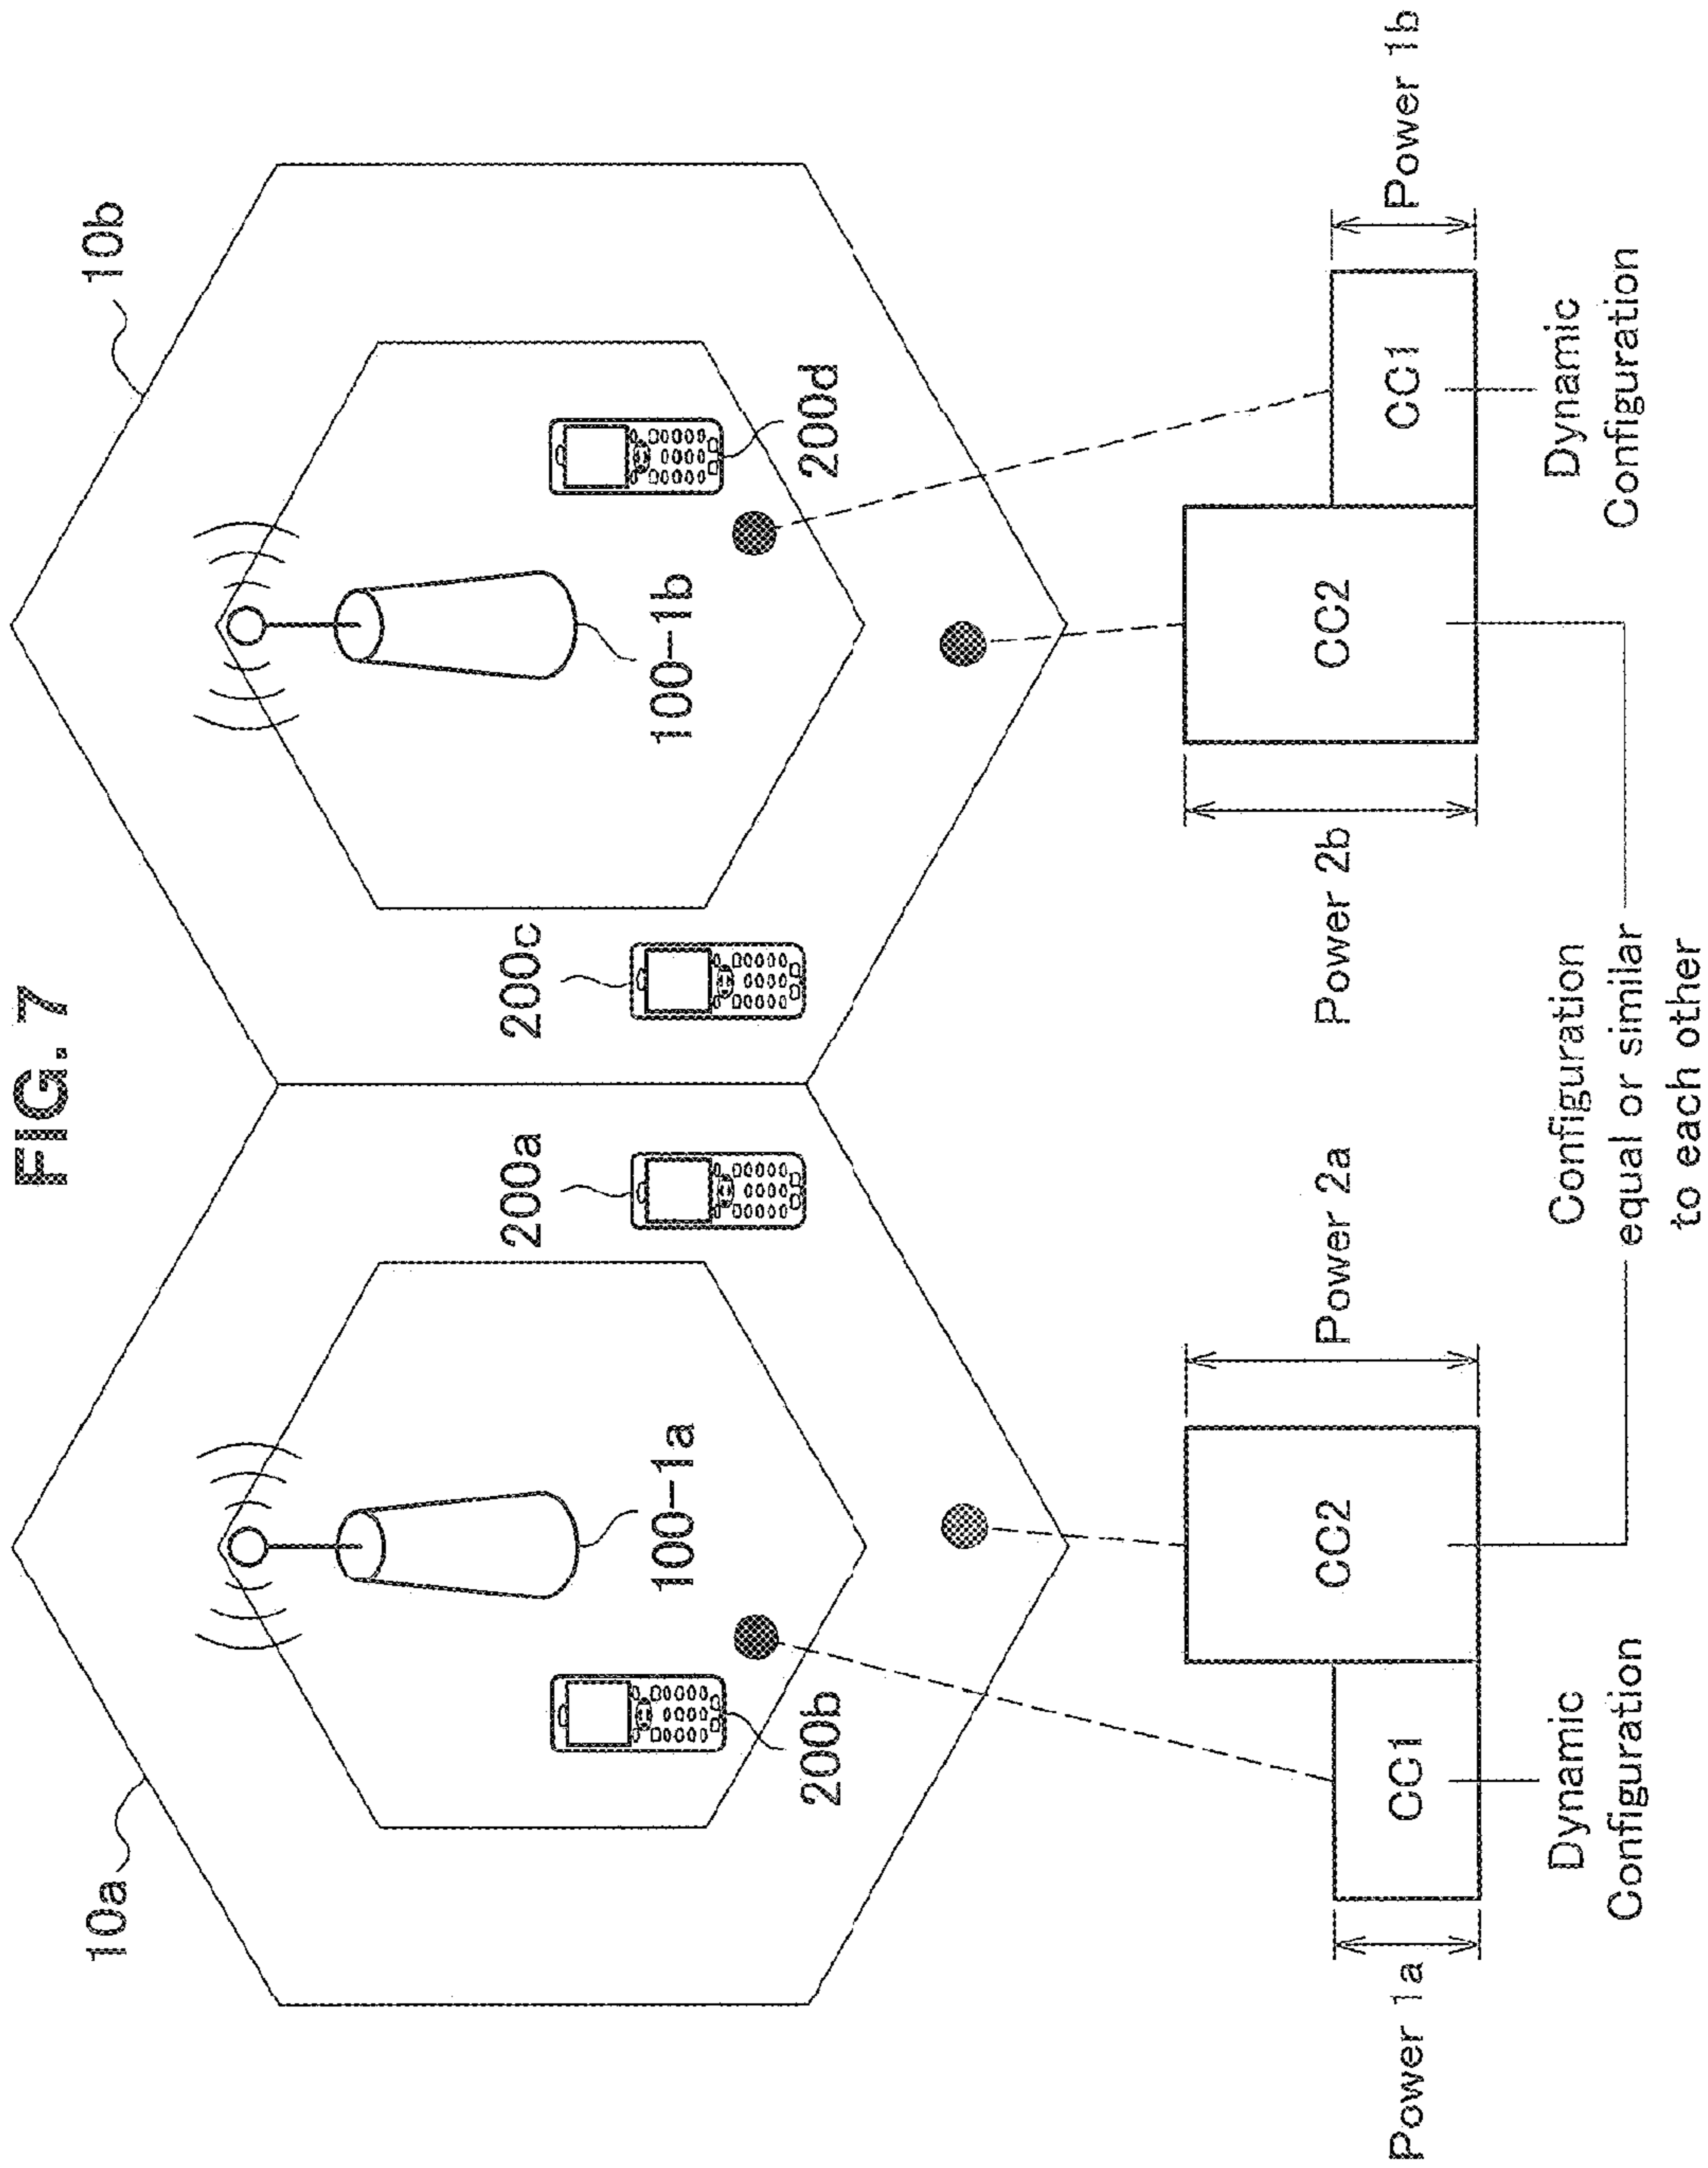 FIG. 7
10a
10b
200a
200c
100-1a
100-1b
200b
200d
Power 2a
Power 2b
CC2
CC2
Power 1a
CC1
CC1
Power 1b
Dynamic
Configuration
Configuration
equal or similar
to each other
Dynamic
Configuration